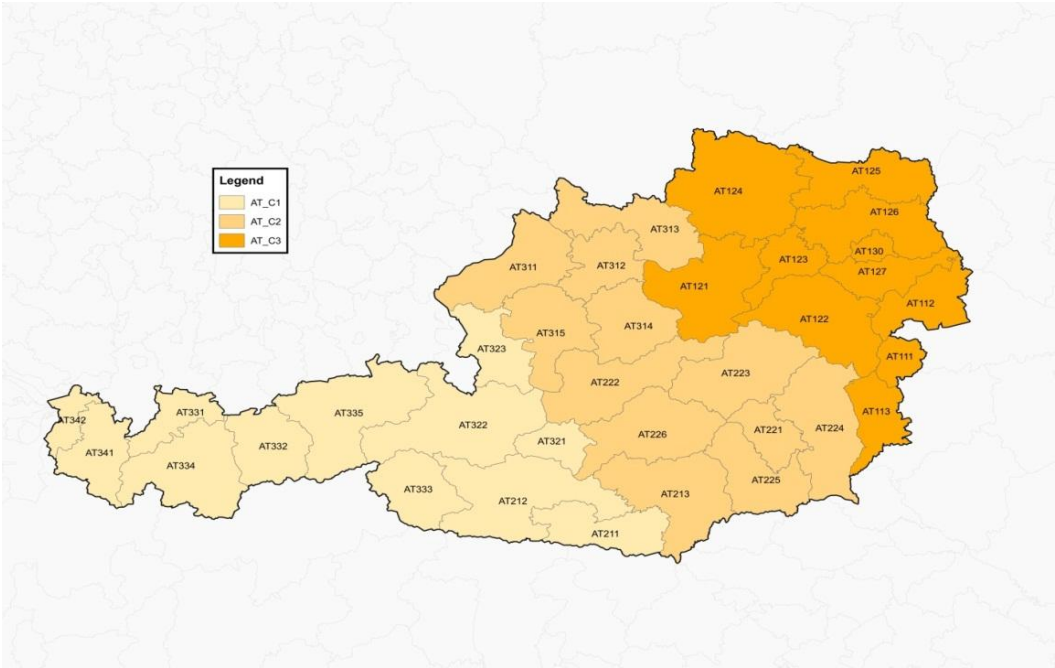 Legend
AT_C1
AT_C2
AT_C3
AT125
AT124
AT126
AT313
AT130
AT123
AT312
AT311
AT127
AT121
AT112
AT122
AT314
AT315
AT323
AT111
AT223
AT222
AT331
AT335
AT113
AT342
AT322
AT224
AT221
AT226
AT321
AT332
AT341
AT334
AT225
AT333
AT213
AT212
AT211